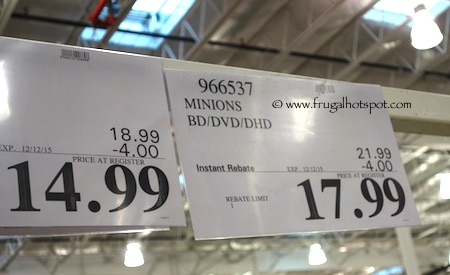 18.99
-4.00
EXP. 12/12/15
PRICE AT REGISTER
14.99
966537
MINIONS
BD/DVD/DHD
© www.frugalhotspot.com
21.99
Instant Rebate EXP. 12/12/15 -4.00
PRICE AT REGISTER
REBATE LIMIT
1
17.99